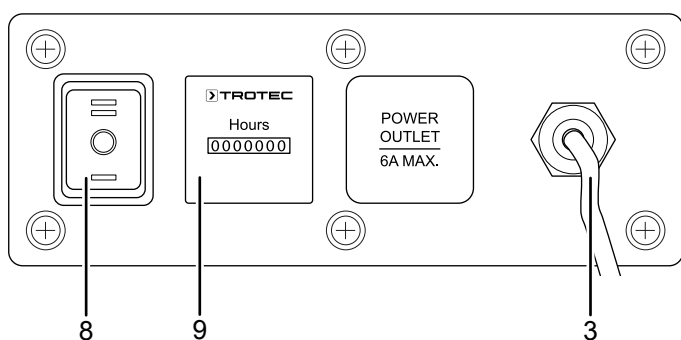 TROTEC
Hours
0000000
POWER
OUTLET
6A MAX.
8
9
3